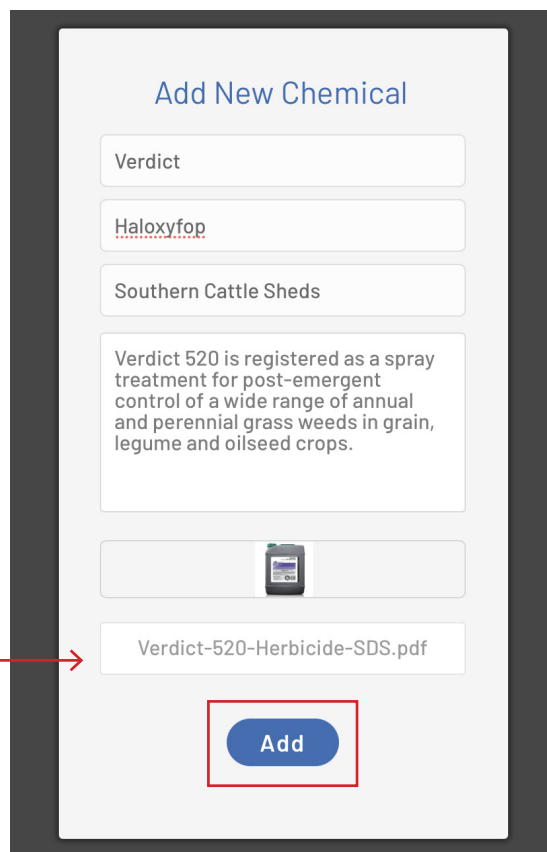 Add New Chemical
Verdict
Haloxyfop
Southern Cattle Sheds
Verdict 520 is registered as a spray
treatment for post-emergent
control of a wide range of annual
and perennial grass weeds in grain,
legume and oilseed crops.
Verdict-520-Herbicide-SDS.pdf
Add